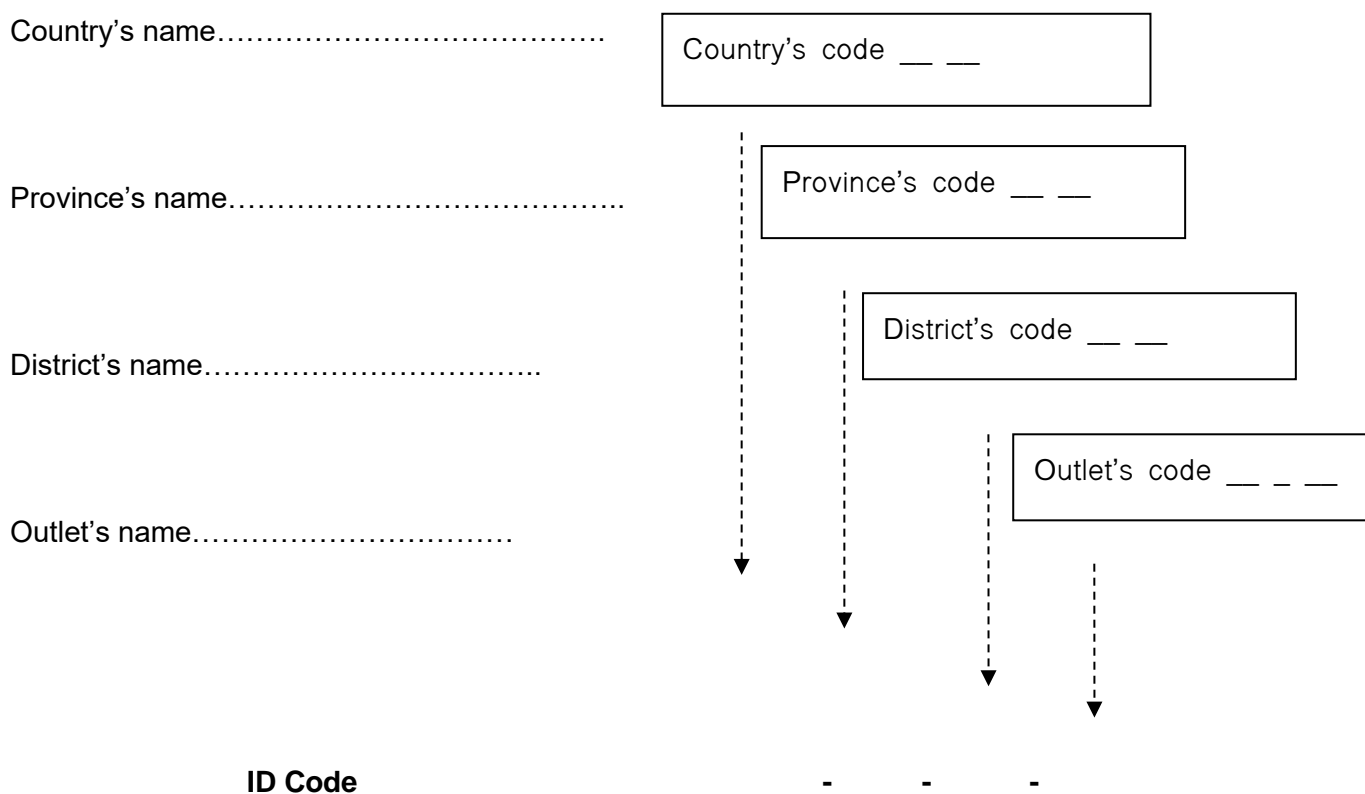 Country's name………………………………….
Country's code __ __
Province's name…………………………………..
Province's code __ __
District's name……………………………..
District's code __ __
Outlet's code __ _ __
Outlet's name……………………………
ID Code - - -